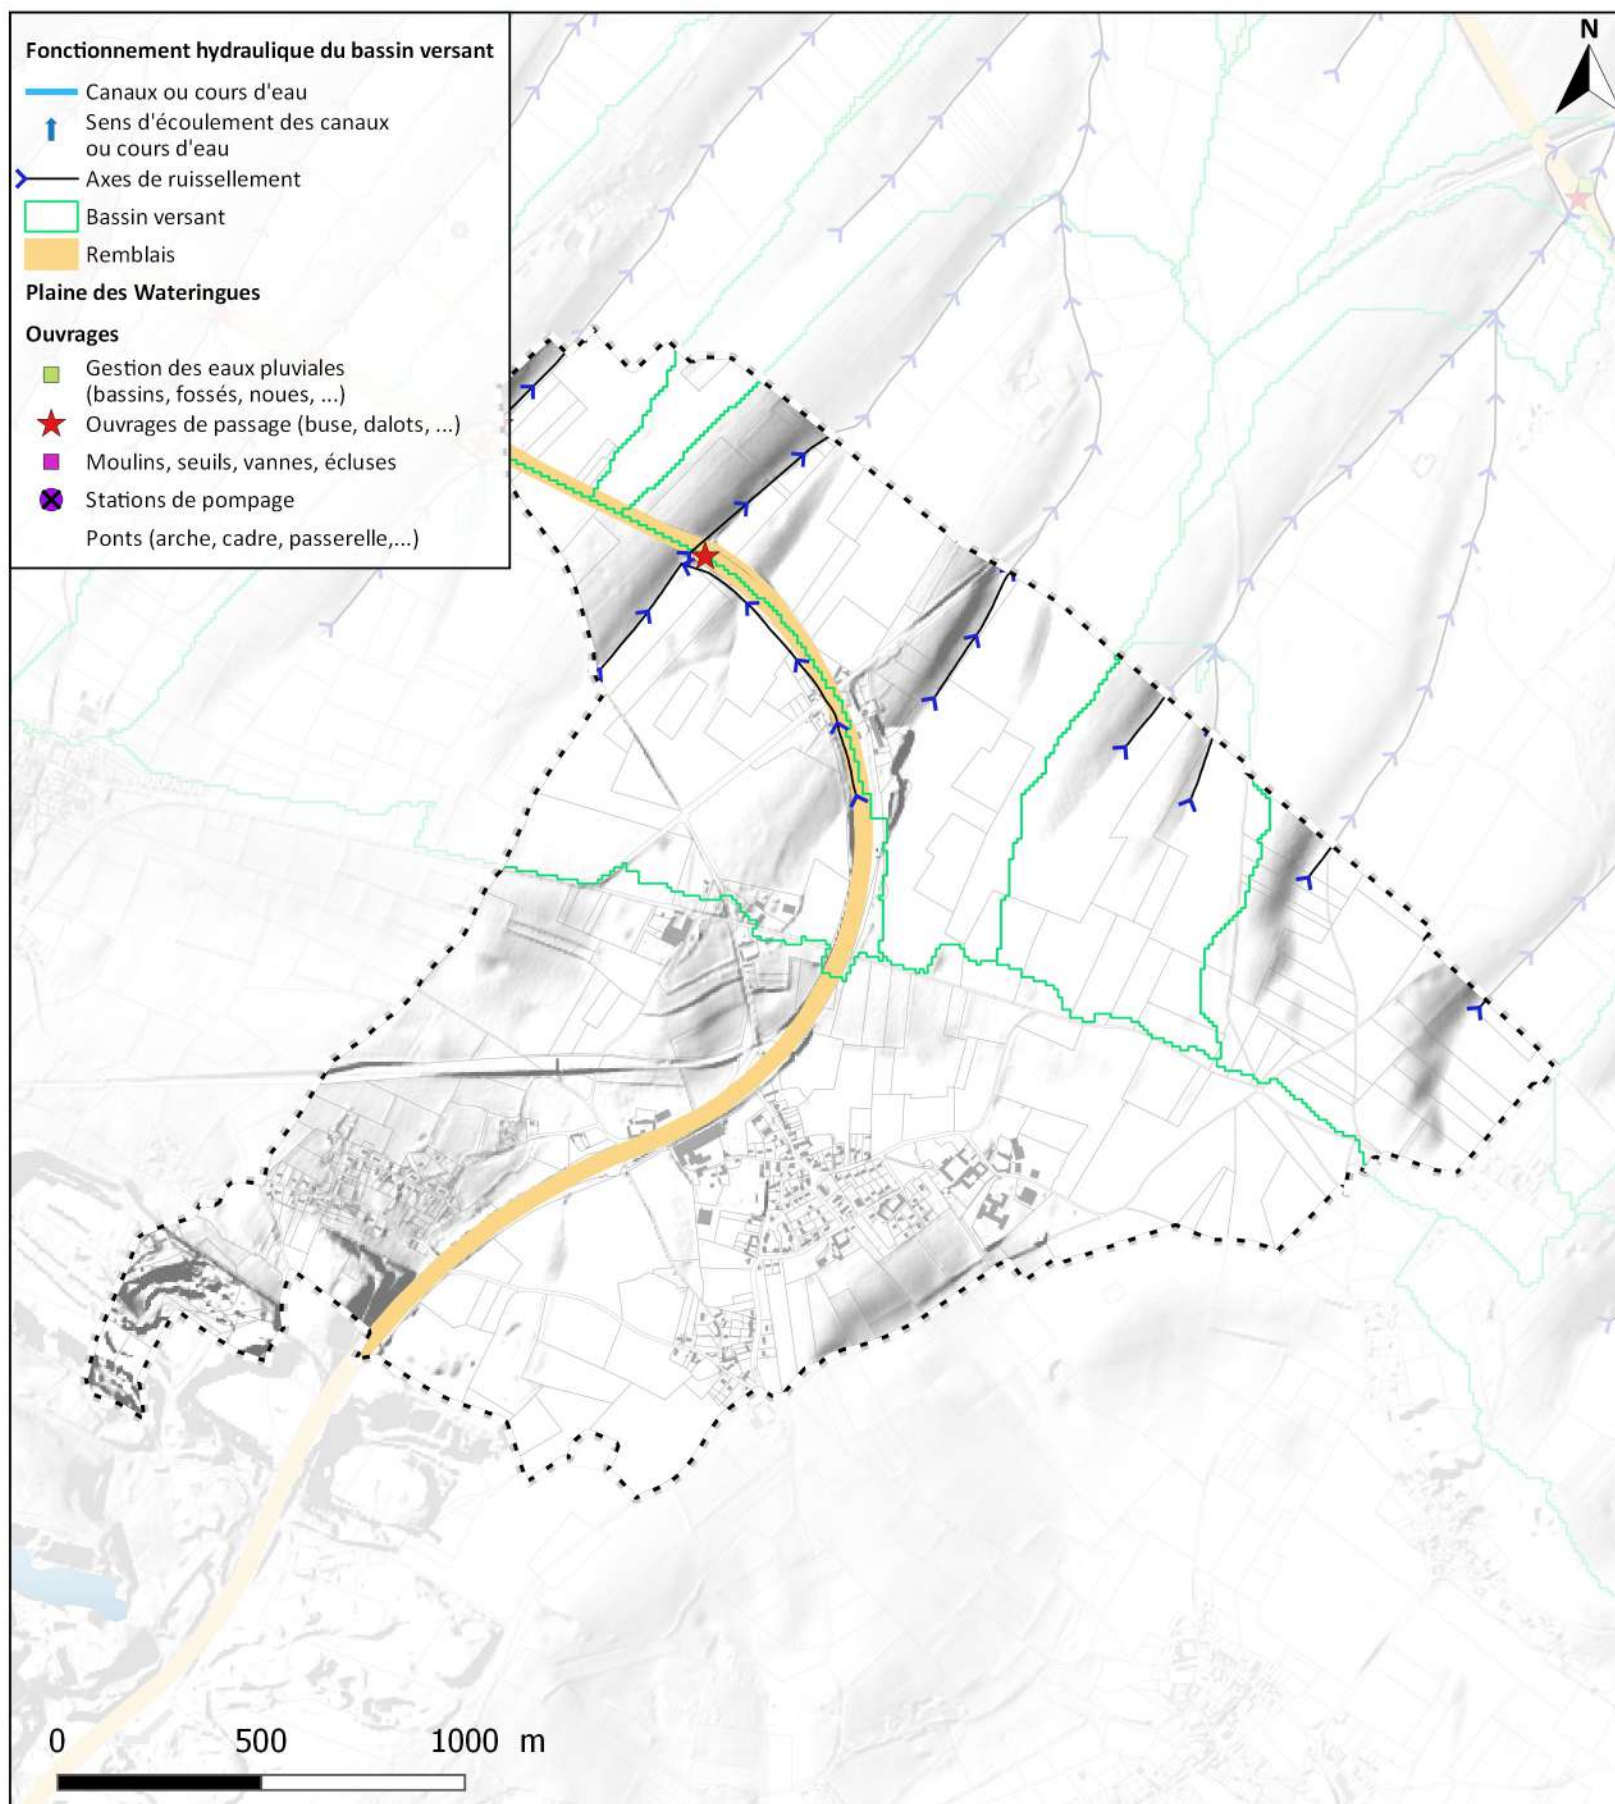 Fonctionnement hydraulique du bassin versant
Canaux ou cours d'eau
Sens d'écoulement des canaux
ou cours d'eau
Axes de ruissellement
Bassin versant
Remblais
Plaine des Wateringues
Ouvrages
Gestion des eaux pluviales
(bassins, fossés, noues, ...)
Ouvrages de passage (buse, dalots, ...)
Moulins, seuils, vannes, écluses
Stations de pompage
Ponts (arche, cadre, passerelle,...)
N
0 500 1000 m